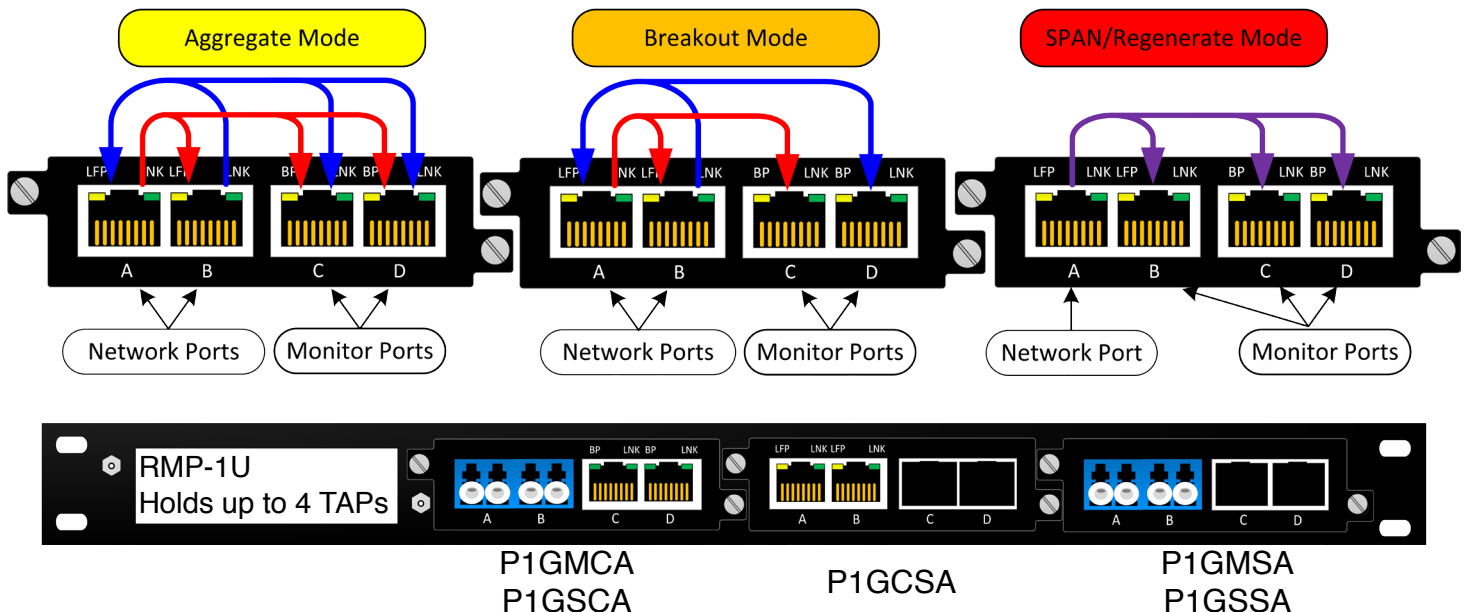 Aggregate Mode
Breakout Mode
SPAN/Regenerate Mode
LFP LNK LFP LNK BP LNK BP LNK
LFP LNK LFP LNK BP LNK BP LNK
LFP LNK LFP LNK BP LNK BP LNK
A B C D
A B C D
A B C D
Network Ports
Monitor Ports
Network Ports
Monitor Ports
Network Port
Monitor Ports
RMP-1U
Holds up to 4 TAPs
BP LNK BP LNK
A B C D
LFP LNK LFP LNK
A B C D
A B C D
P1GMCA
P1GSCA
P1GCSA
P1GMSA
P1GSSA